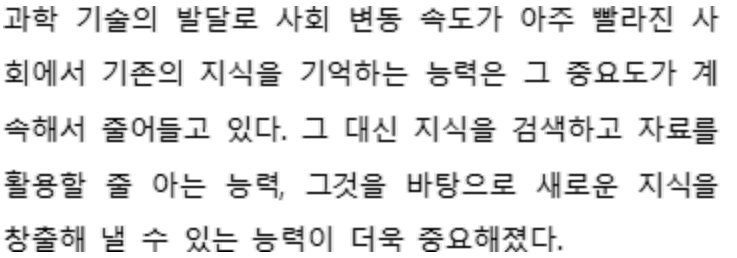 과학 기술의 발달로 사회 변동 속도가 아주 빨라진 사
회에서 기존의 지식을 기억하는 능력은 그 중요도가 계
속해서 줄어들고 있다. 그 대신 지식을 검색하고 자료를
활용할 줄 아는 능력, 그것을 바탕으로 새로운 지식을
창출해 낼 수 있는 능력이 더욱 중요해졌다.